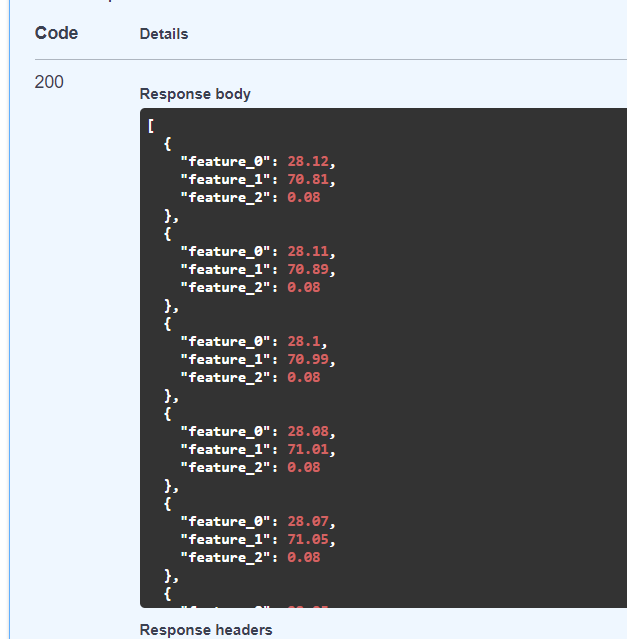 Code
Details
200
Response body
[
{
"feature_0": 28.12,
"feature_1": 70.81,
"feature_2": 0.08
},
{
"feature_0": 28.11,
"feature_1": 70.89,
"feature_2": 0.08
},
{
"feature_0": 28.1,
"feature_1": 70.99,
"feature_2": 0.08
},
{
"feature_0": 28.08,
"feature_1": 71.01,
"feature_2": 0.08
},
{
"feature_0": 28.07,
"feature_1": 71.05,
"feature_2": 0.08
},
{
Response headers